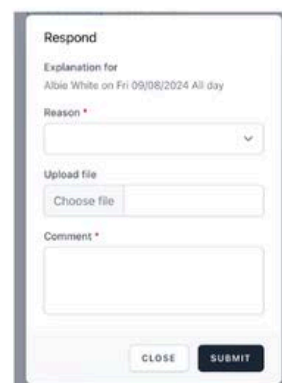 Respond
Explanation for
Albie White on Fri 09/08/2024 All day
Reason *
Upload file
Choose file
Comment *
CLOSE SUBMIT